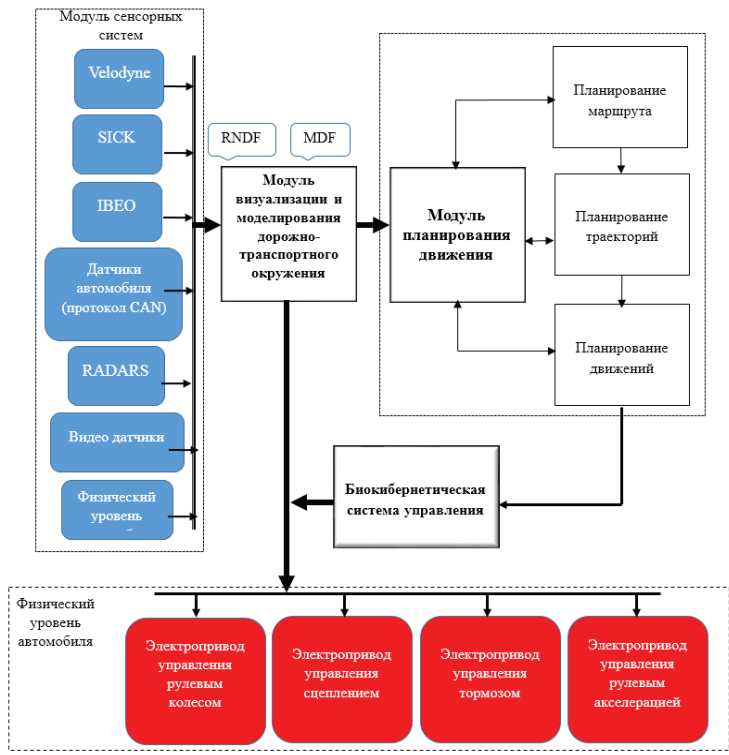 Модуль сенсорных
систем
Velodyne
SICK
IBEO
Датчики
автомобиля
(протокол CAN)
RADARS
Видео датчики
Физический
уровень
RNDF
MDF
Модуль
визуализации и
моделирования
дорожно-
транспортного
окружения
Модуль
планирования
движения
Планирование
маршрута
Планирование
траекторий
Планирование
движений
Биокибернетическая
система управления
Физический
уровень
автомобиля
Электропривод
управления
рулевым
колесом
Электропривод
управления
сцеплением
Электропривод
управления
тормозом
Электропривод
управления
рулевым
акселерацией